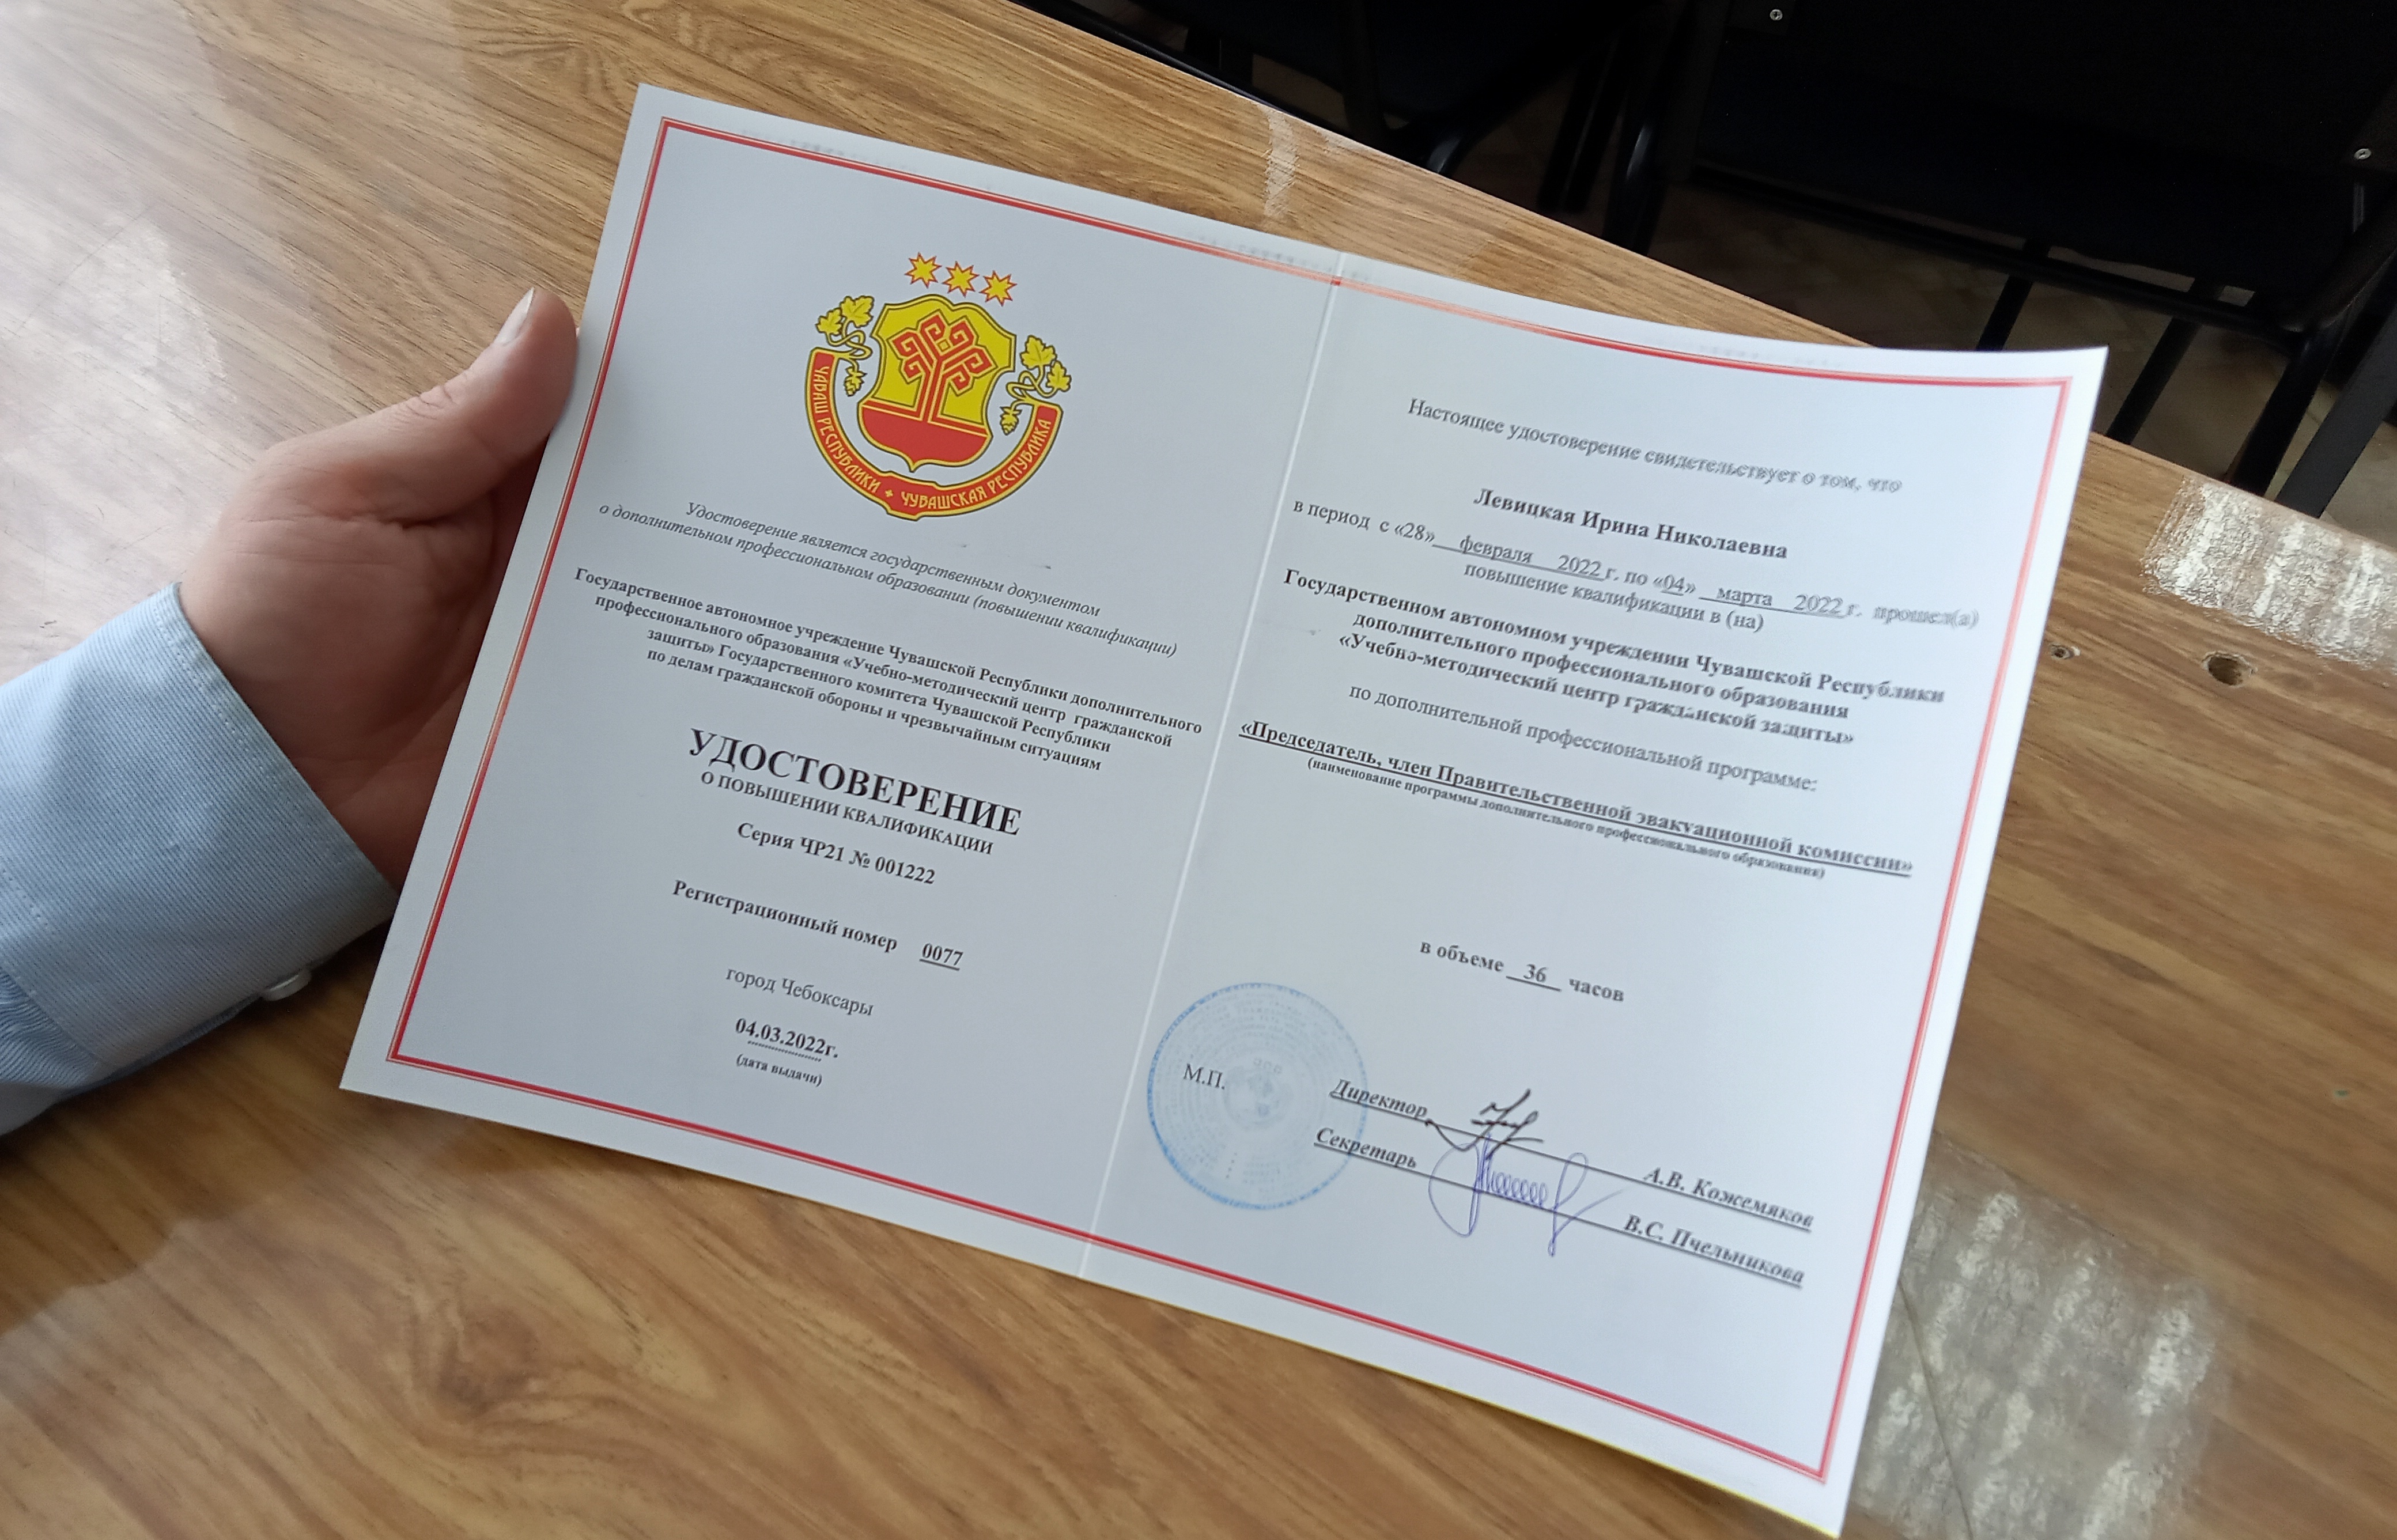 ЧӐВАШ РЕСПУБЛИКИ ✦ ЧУВАШСКАЯ РЕСПУБЛИКА
Удостоверение является государственным документом
о дополнительном профессиональном образовании (повышении квалификации)
Государственное автономное учреждение Чувашской Республики дополнительного
профессионального образования «Учебно-методический центр гражданской
защиты» Государственного комитета Чувашской Республики
по делам гражданской обороны и чрезвычайным ситуациям
УДОСТОВЕРЕНИЕ
О ПОВЫШЕНИИ КВАЛИФИКАЦИИ
Серия ЧР21 № 001222
Регистрационный номер 0077
город Чебоксары
04.03.2022г.
(дата выдачи)
Настоящее удостоверение свидетельствует о том, что
Левицкая Ирина Николаевна
в период с «28» февраля 2022 г. по «04» марта 2022 г. прошел(а)
повышение квалификации в (на)
Государственном автономном учреждении Чувашской Республики
дополнительного профессионального образования
«Учебно-методический центр гражданской защиты»
по дополнительной профессиональной программе:
«Председатель, член Правительственной эвакуационной комиссии»
(наименование программы дополнительного профессионального образования)
в объеме 36 часов
М.П.
Директор А.В. Кожемяков
Секретарь В.С. Пчельникова